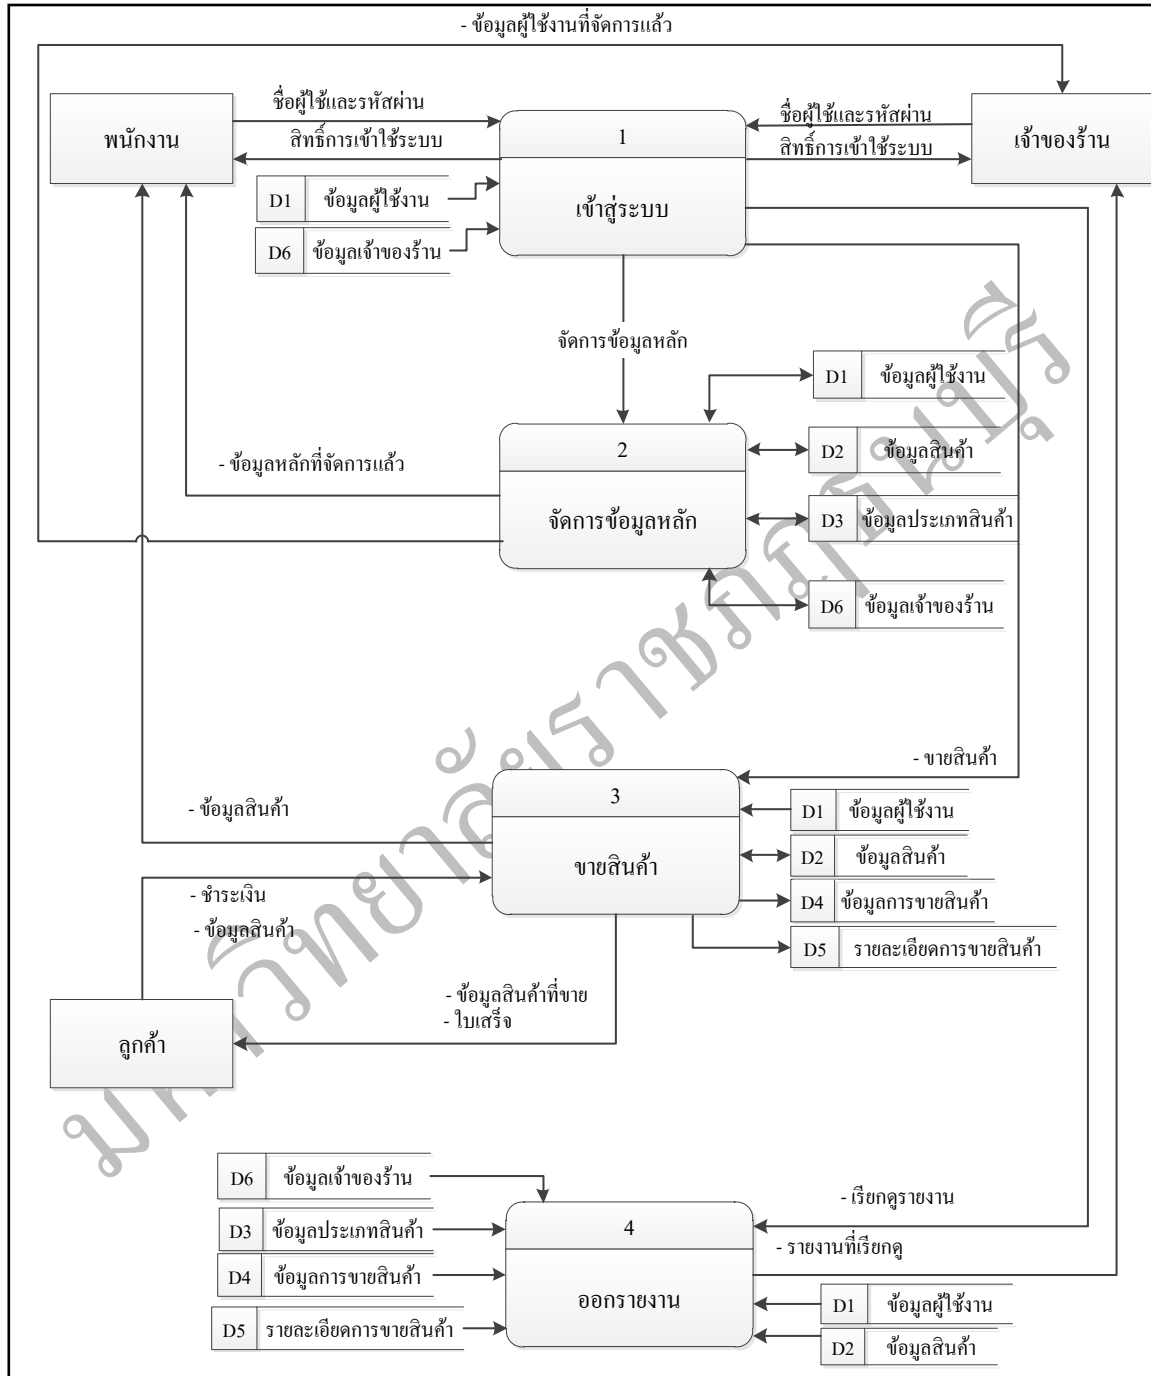 - ข้อมูลผู้ใช้งานที่จัดการแล้ว
พนักงาน
ชื่อผู้ใช้และรหัสผ่าน
สิทธิ์การเข้าใช้ระบบ
1
เข้าสู่ระบบ
ชื่อผู้ใช้และรหัสผ่าน
สิทธิ์การเข้าใช้ระบบ
เจ้าของร้าน
D1 ข้อมูลผู้ใช้งาน
D6 ข้อมูลเจ้าของร้าน
จัดการข้อมูลหลัก
D1 ข้อมูลผู้ใช้งาน
- ข้อมูลหลักที่จัดการแล้ว
2
จัดการข้อมูลหลัก
D2 ข้อมูลสินค้า
D3 ข้อมูลประเภทสินค้า
D6 ข้อมูลเจ้าของร้าน
- ขายสินค้า
- ข้อมูลสินค้า
3
ขายสินค้า
D1 ข้อมูลผู้ใช้งาน
D2 ข้อมูลสินค้า
D4 ข้อมูลการขายสินค้า
D5 รายละเอียดการขายสินค้า
- ชำระเงิน
- ข้อมูลสินค้า
- ข้อมูลสินค้าที่ขาย
- ใบเสร็จ
ลูกค้า
D6 ข้อมูลเจ้าของร้าน
D3 ข้อมูลประเภทสินค้า
D4 ข้อมูลการขายสินค้า
D5 รายละเอียดการขายสินค้า
4
ออกรายงาน
- เรียกดูรายงาน
- รายงานที่เรียกดู
D1 ข้อมูลผู้ใช้งาน
D2 ข้อมูลสินค้า
มหาวิทยาลัยราชภัฏธนบุรี